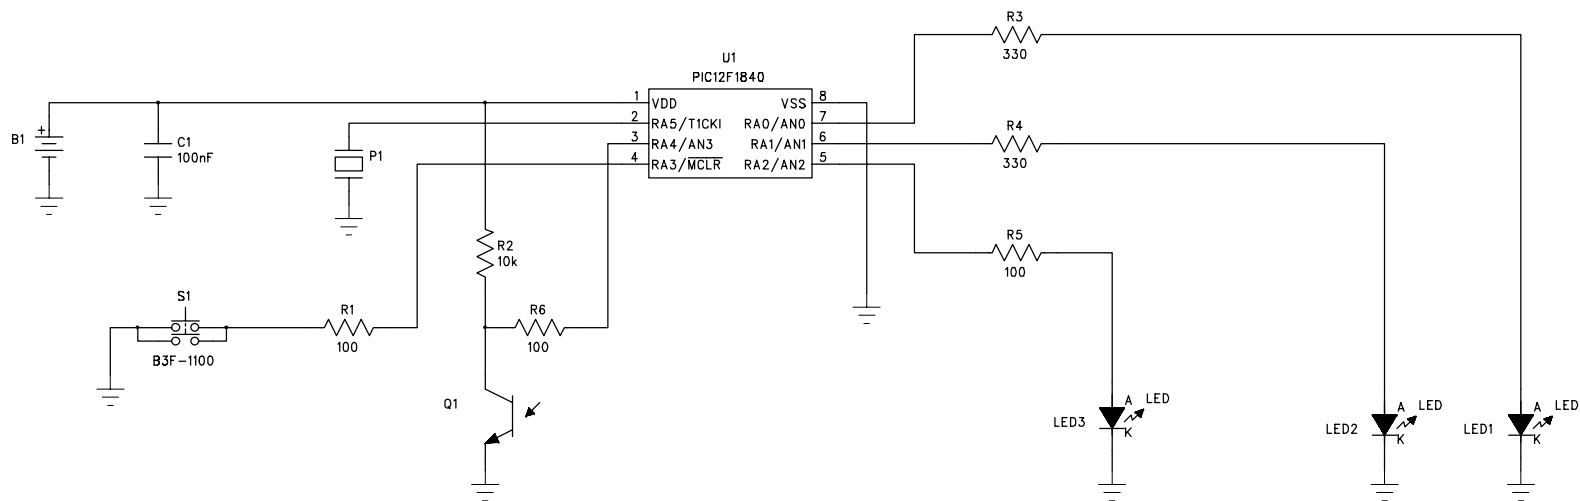 R3
330
U1
PIC12F1840
1 VDD VSS 8
2 RA5/T1CKI RA0/AN0 7
3 RA4/AN3 RA1/AN1 6
4 RA3/MCLR RA2/AN2 5
R4
330
B1 +
C1
100nF
P1
R2
10k
R5
100
S1
B3F-1100
R1
100
R6
100
Q1
LED3 A K LED
LED2 A K LED
LED1 A K LED